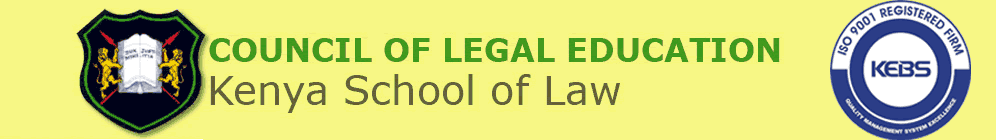 COUNCIL OF LEGAL EDUCATION
Kenya School of Law
ISO 9001 REGISTERED FIRM
KEBS
QUALITY MANAGEMENT SYSTEM EXCELLENCE